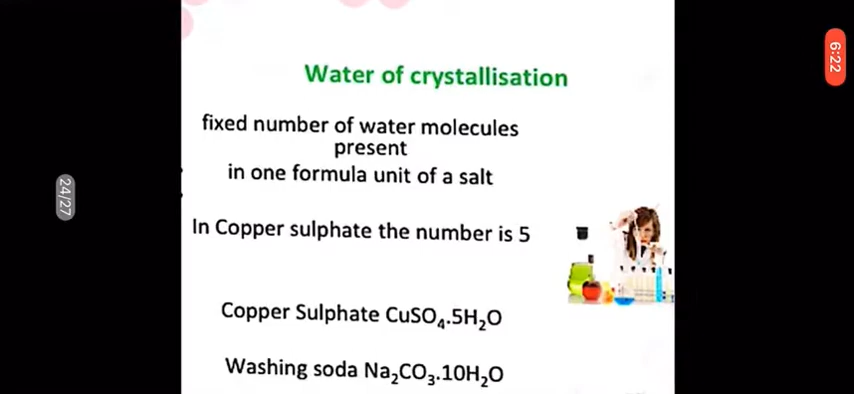 Water of crystallisation
fixed number of water molecules
present
in one formula unit of a salt
In Copper sulphate the number is 5
Copper Sulphate CuSO₄.5H₂O
Washing soda Na₂CO₃.10H₂O
24/27
6:22